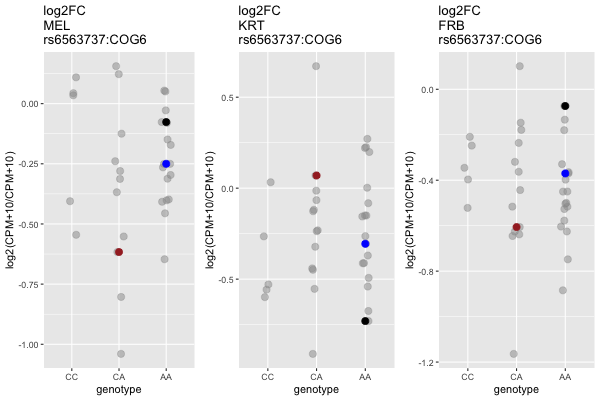 log2FC
MEL
rs6563737:COG6
log2(CPM+10/CPM+10)
0.00
-0.25
-0.50
-0.75
-1.00
CC CA AA
genotype
log2FC
KRT
rs6563737:COG6
log2(CPM+10/CPM+10)
0.5
0.0
-0.5
CC CA AA
genotype
log2FC
FRB
rs6563737:COG6
log2(CPM+10/CPM+10)
0.0
-0.4
-0.8
-1.2
CC CA AA
genotype